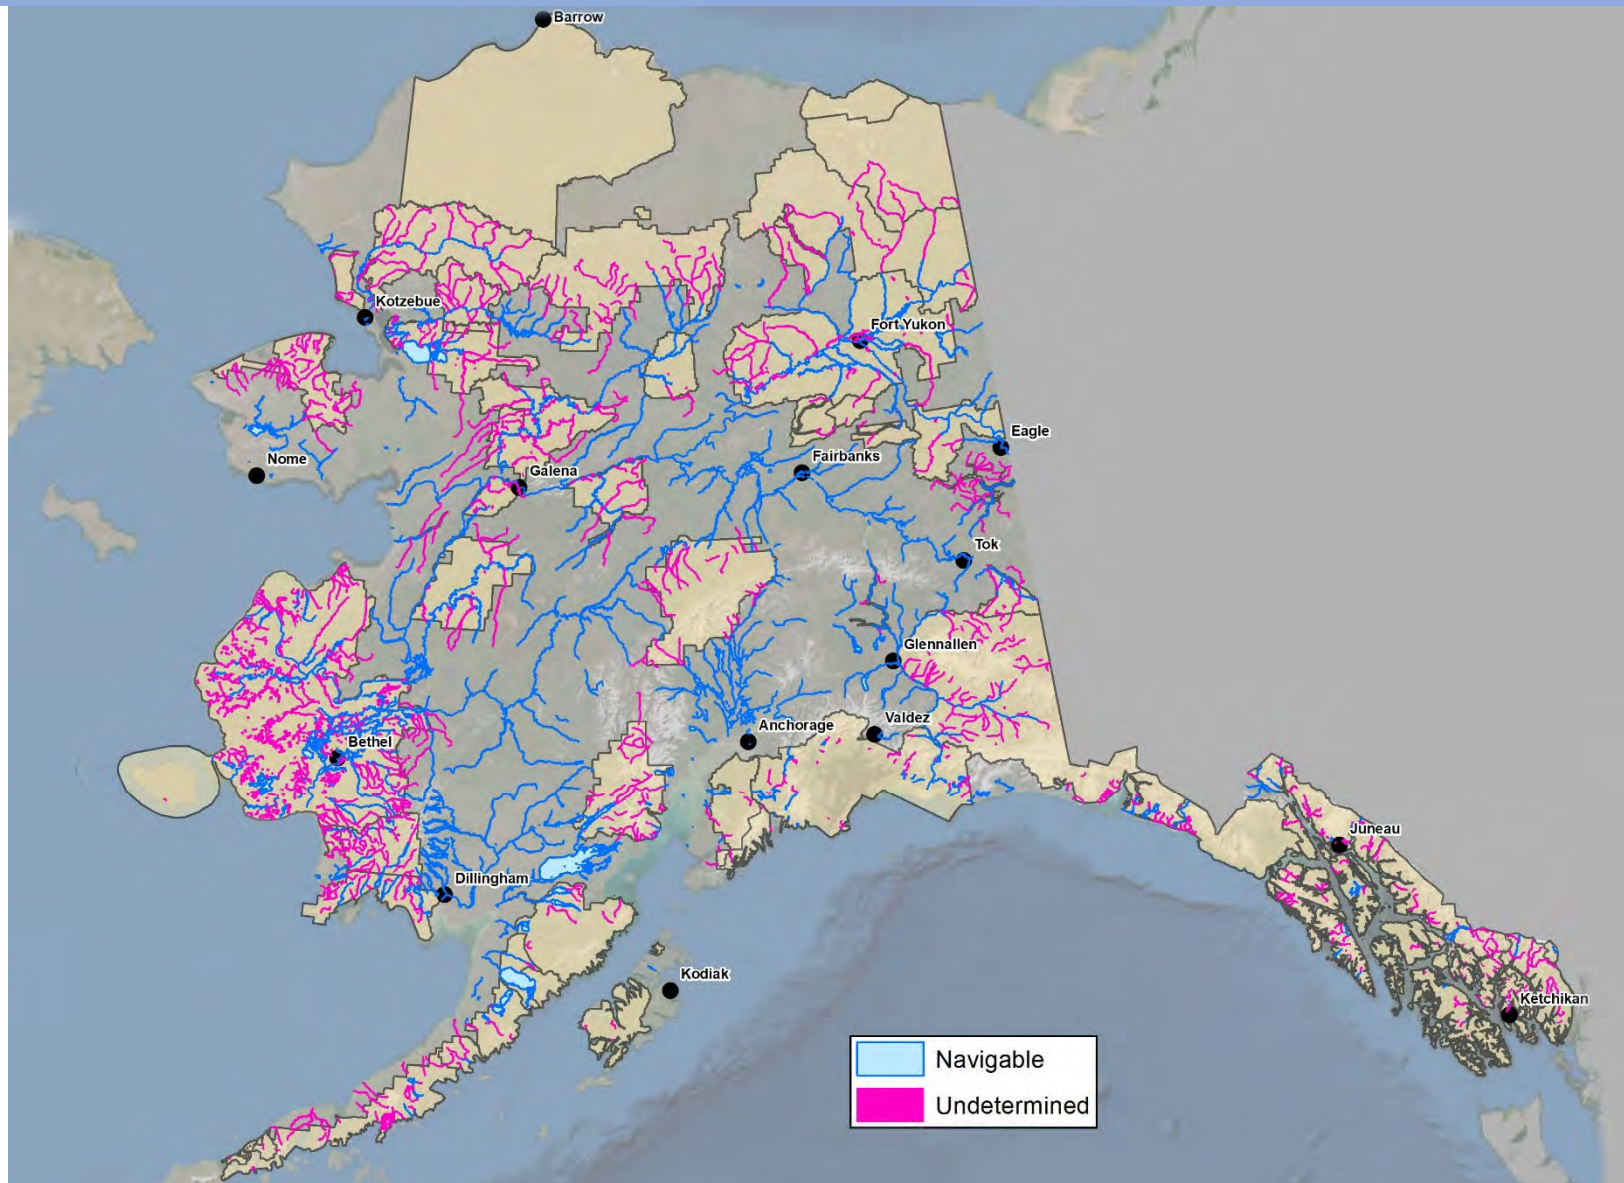 Barrow
Kotzebue
Fort Yukon
Eagle
Nome
Galena
Fairbanks
Tok
Glennallen
Anchorage
Valdez
Bethel
Juneau
Dillingham
Kodiak
Ketchikan
Navigable
Undetermined